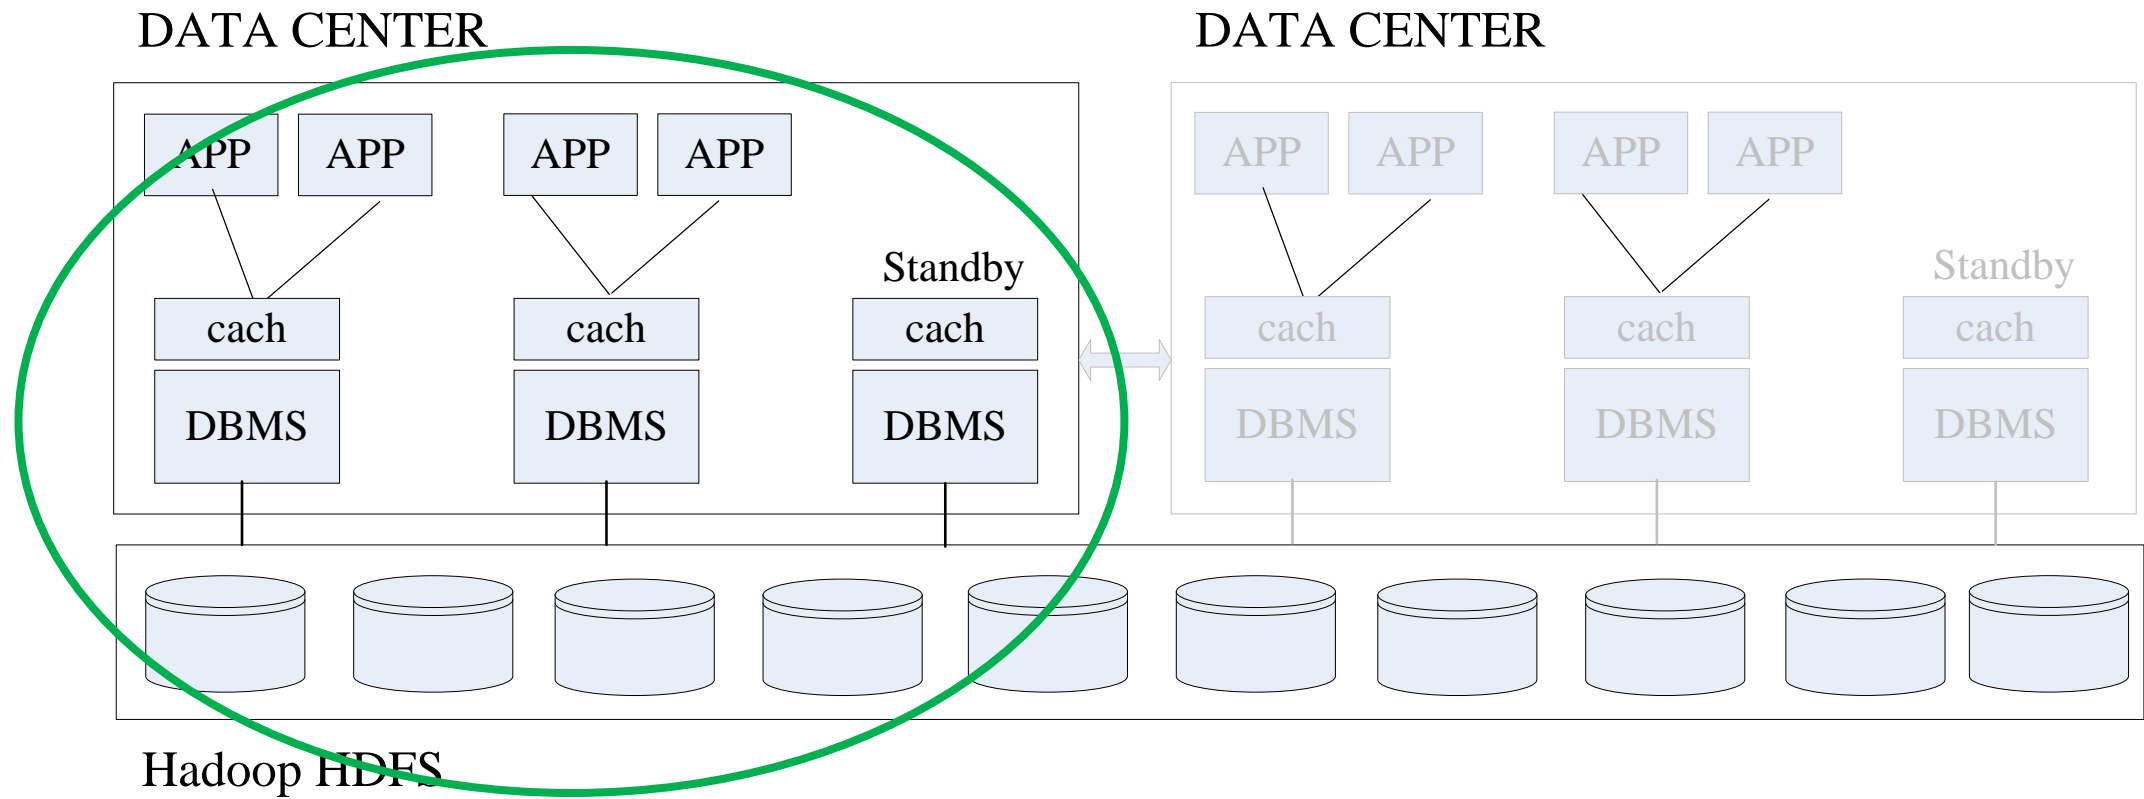 DATA CENTER DATA CENTER
APP APP APP APP APP APP APP APP
Standby Standby
cach cach cach cach cach cach
DBMS DBMS DBMS DBMS DBMS DBMS
Hadoop HDFS